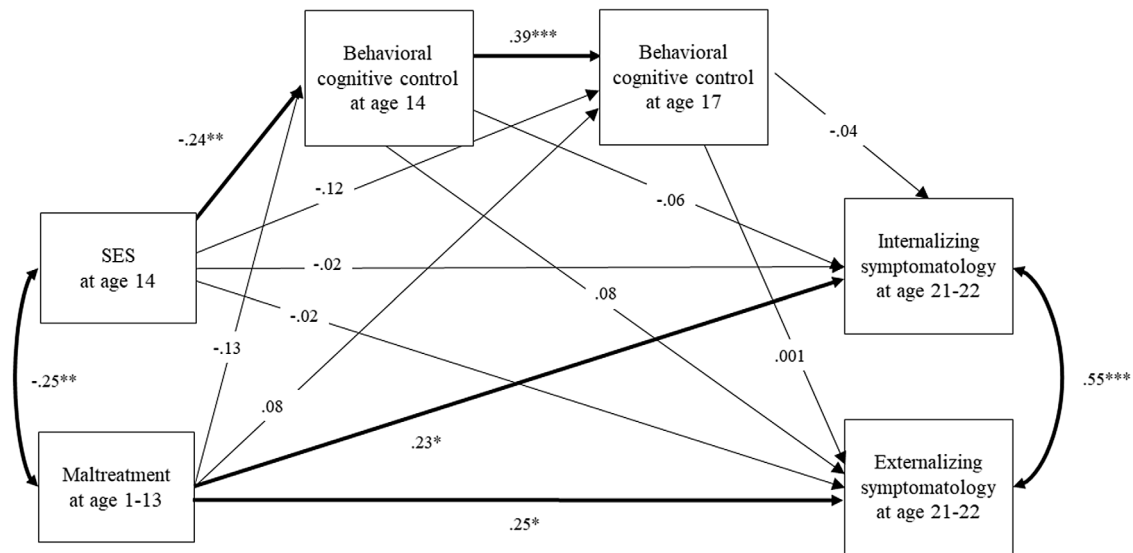 Behavioral
cognitive control
at age 14
.39***
Behavioral
cognitive control
at age 17
-.24**
-.04
-.12
-.06
SES
at age 14
Internalizing
symptomatology
at age 21-22
-.02
-.02
.08
-.13
.001
-.25**
.55***
.08
.23*
Maltreatment
at age 1-13
Externalizing
symptomatology
at age 21-22
.25*